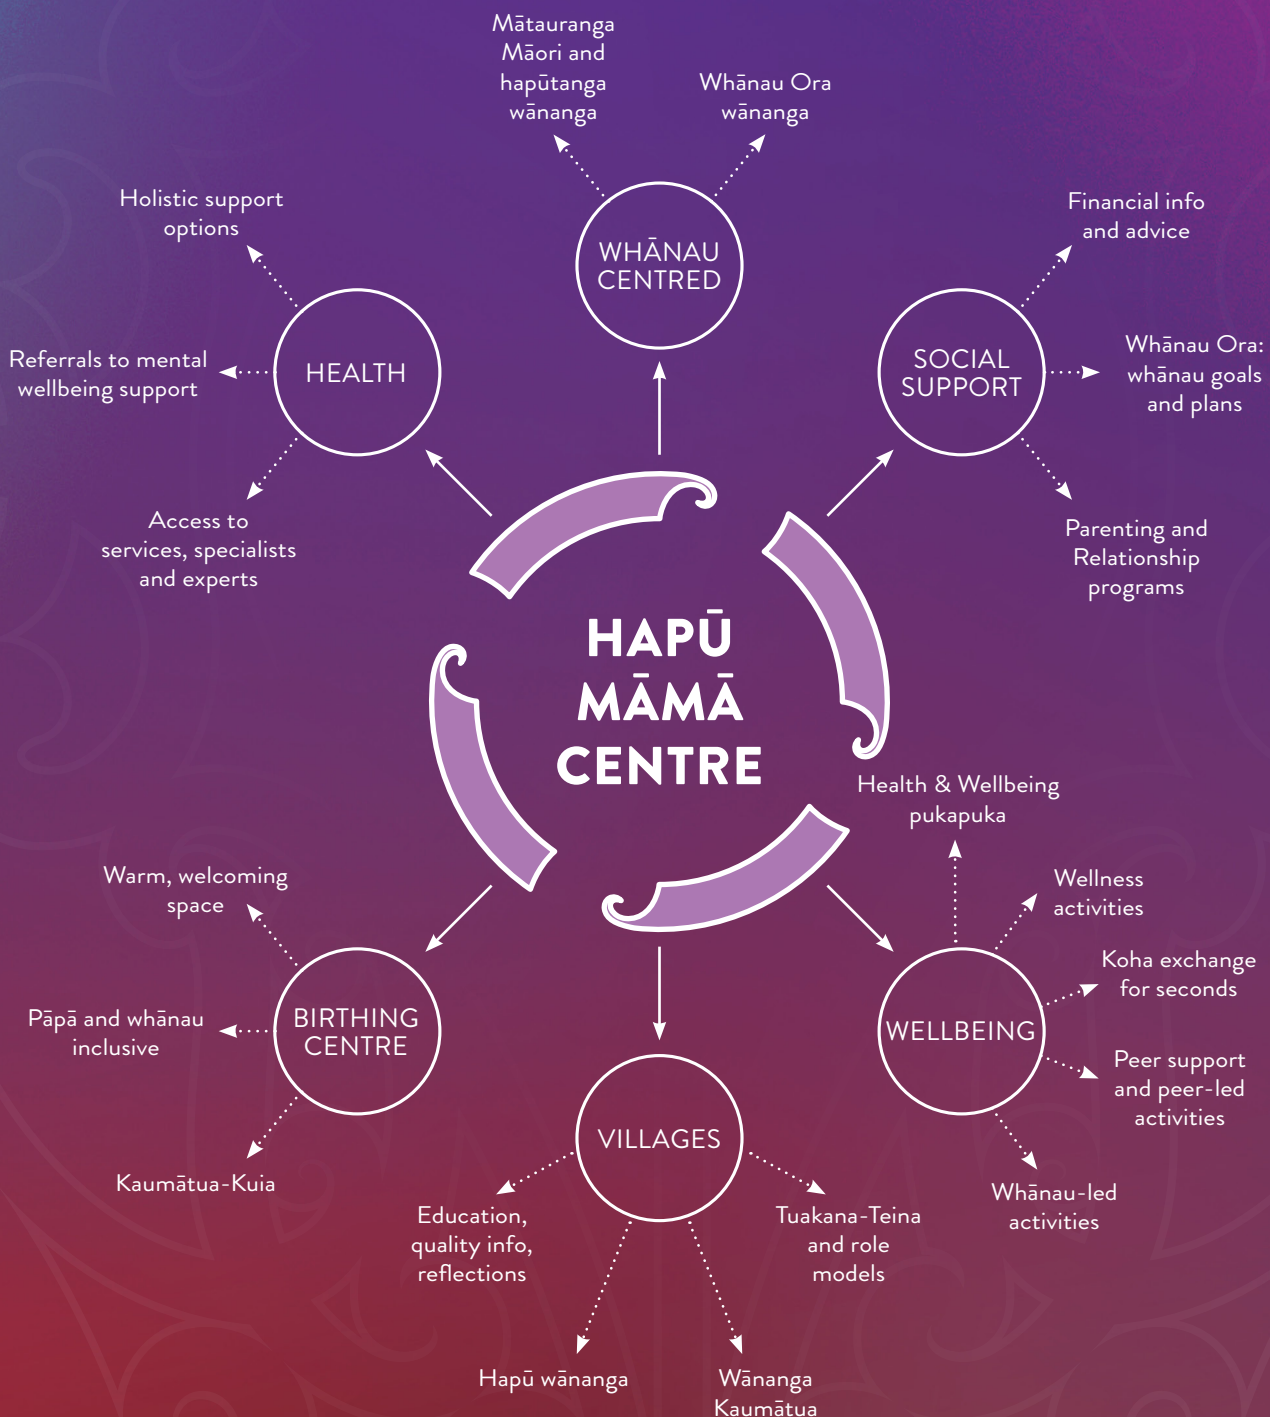 Mātauranga
Māori and
hapūtanga
wānanga
Whānau Ora
wānanga
WHĀNAU
CENTRED
Holistic support
options
Referrals to mental
wellbeing support
Access to
services, specialists
and experts
HEALTH
Financial info
and advice
Whānau Ora:
whānau goals
and plans
Parenting and
Relationship
programs
SOCIAL
SUPPORT
HAPŪ
MĀMĀ
CENTRE
Health & Wellbeing
pukapuka
Wellness
activities
Koha exchange
for seconds
Peer support
and peer-led
activities
Whānau-led
activities
WELLBEING
Warm, welcoming
space
Pāpā and whānau
inclusive
Kaumātua-Kuia
BIRTHING
CENTRE
VILLAGES
Education,
quality info,
reflections
Hapū wānanga
Wānanga
Kaumātua
Tuakana-Teina
and role
models